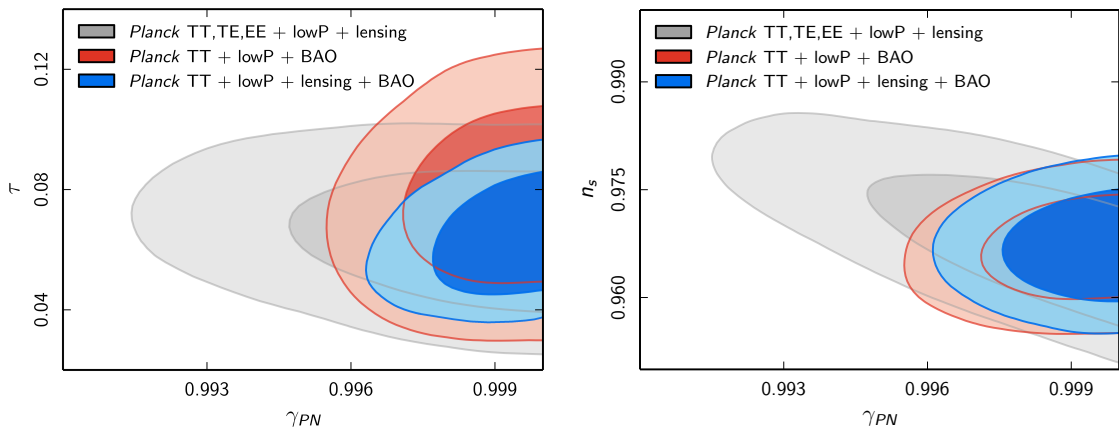 Planck TT,TE,EE + lowP + lensing
Planck TT + lowP + BAO
Planck TT + lowP + lensing + BAO
0.12
0.08
0.04
τ
0.993
0.996
0.999
γPN
Planck TT,TE,EE + lowP + lensing
Planck TT + lowP + BAO
Planck TT + lowP + lensing + BAO
0.990
0.975
0.960
ns
0.993
0.996
0.999
γPN